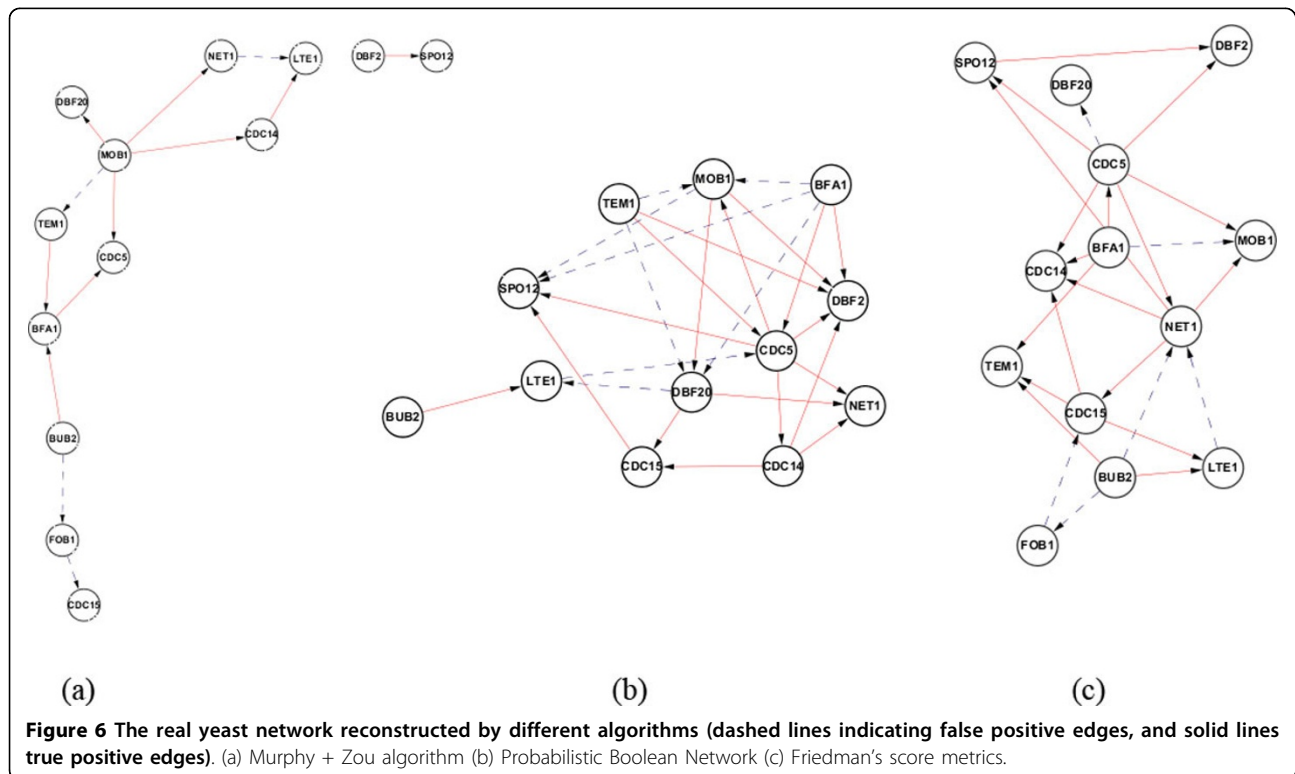 NET1
LTE1
DBF2
SPO12
DBF20
CDC14
MOB1
TEM1
CDC5
BFA1
BUB2
FOB1
CDC15
(a)
MOB1
BFA1
TEM1
SPO12
DBF2
CDC5
LTE1
DBF20
NET1
BUB2
CDC15
CDC14
(b)
DBF2
SPO12
DBF20
CDC5
MOB1
BFA1
CDC14
NET1
TEM1
CDC15
LTE1
BUB2
FOB1
(c)
Figure 6 The real yeast network reconstructed by different algorithms (dashed lines indicating false positive edges, and solid lines
true positive edges). (a) Murphy + Zou algorithm (b) Probabilistic Boolean Network (c) Friedman's score metrics.